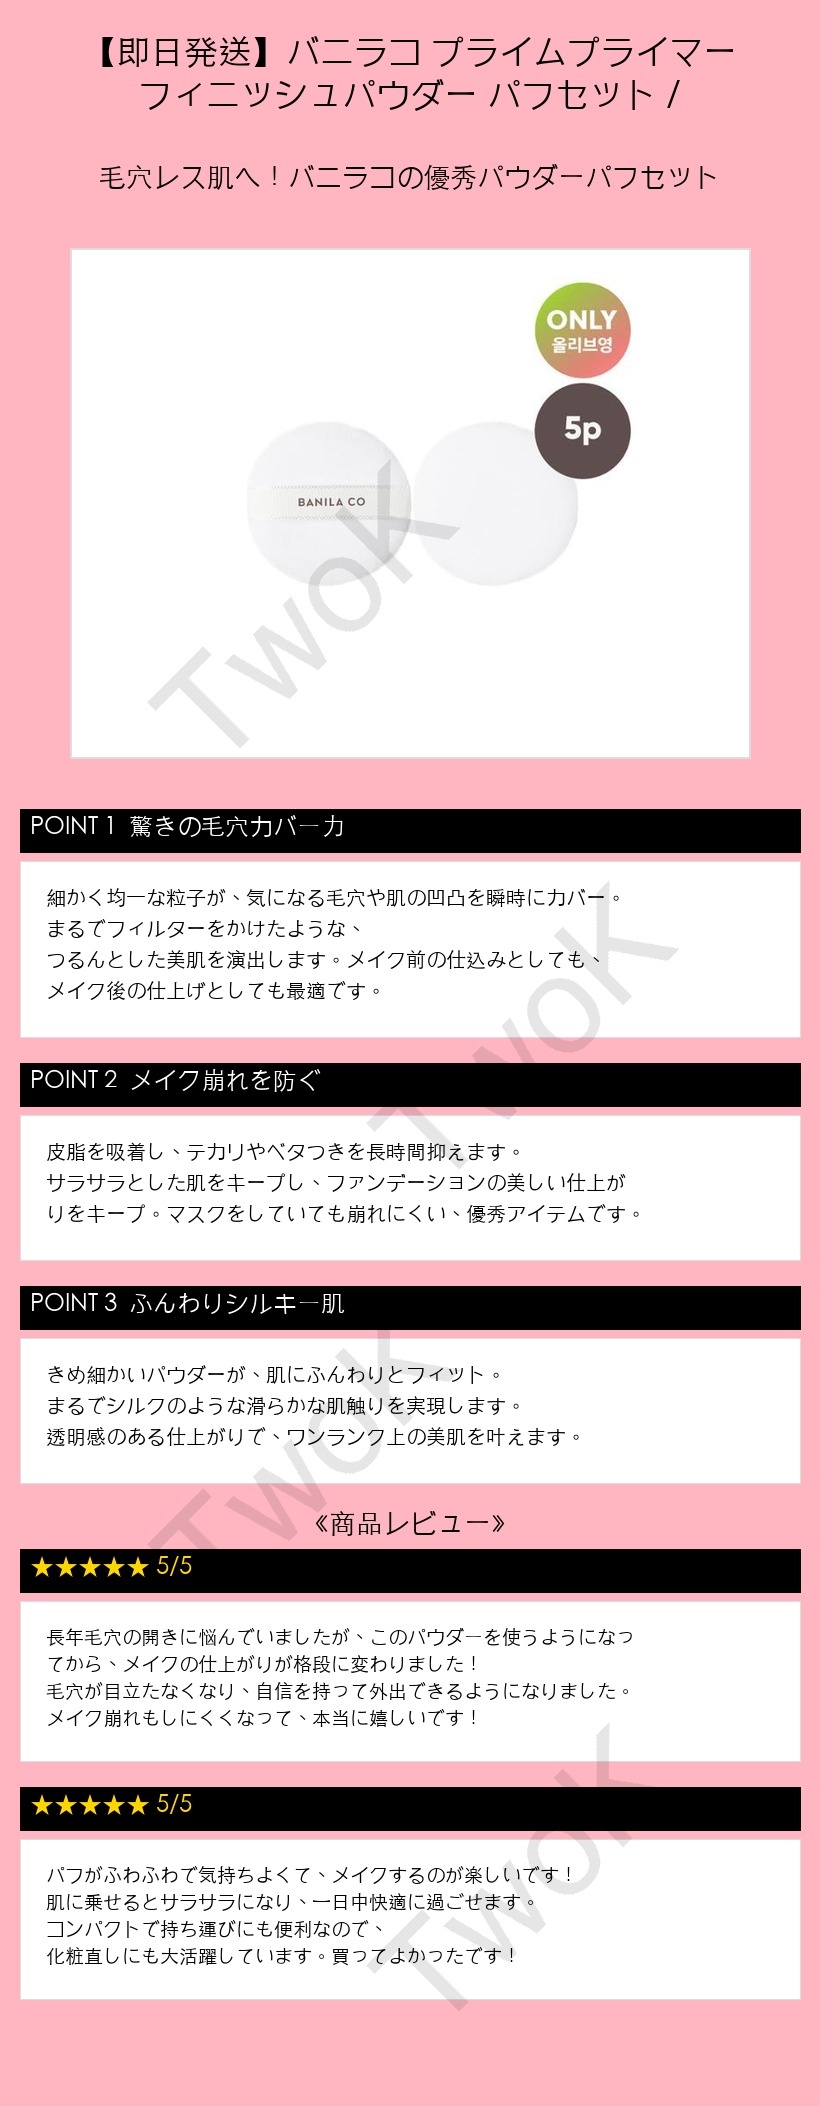 【即日発送】バニラコ プライムプライマー
フィニッシュパウダー パフセット /
毛穴レス肌へ！バニラコの優秀パウダーパフセット
ONLY
올리브영
5p
BANILA CO
TwoK
POINT 1 驚きの毛穴カバー力
細かく均一な粒子が、気になる毛穴や肌の凹凸を瞬時にカバー。
まるでフィルターをかけたような、
つるんとした美肌を演出します。メイク前の仕込みとしても、
メイク後の仕上げとしても最適です。
TwoK
POINT 2 メイク崩れを防ぐ
皮脂を吸着し、テカリやベタつきを長時間抑えます。
サラサラとした肌をキープし、ファンデーションの美しい仕上が
りをキープ。マスクをしていても崩れにくい、優秀アイテムです。
POINT 3 ふんわりシルキー肌
きめ細かいパウダーが、肌にふんわりとフィット。
まるでシルクのような滑らかな肌触りを実現します。
透明感のある仕上がりで、ワンランク上の美肌を叶えます。
TwoK
《商品レビュー》
★★★★★ 5/5
長年毛穴の開きに悩んでいましたが、このパウダーを使うようになっ
てから、メイクの仕上がりが格段に変わりました！
毛穴が目立たなくなり、自信を持って外出できるようになりました。
メイク崩れもしにくくなって、本当に嬉しいです！
★★★★★ 5/5
パフがふわふわで気持ちよくて、メイクするのが楽しいです！
肌に乗せるとサラサラになり、一日中快適に過ごせます。
コンパクトで持ち運びにも便利なので、
化粧直しにも大活躍しています。買ってよかったです！
TwoK